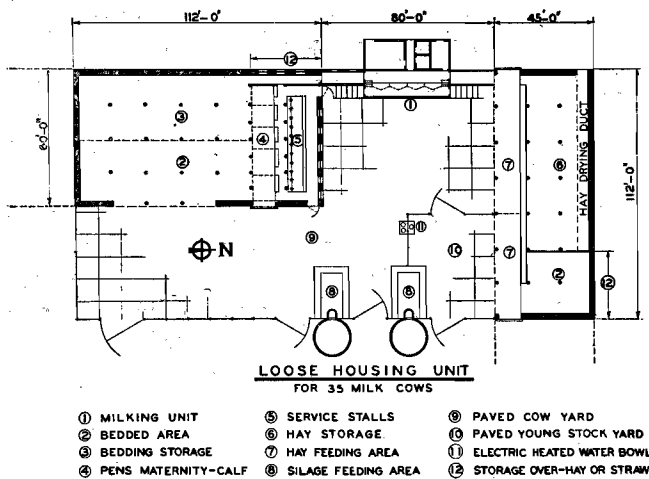 112'-0" 80'-0" 45'-0"
⑫
①
③
④ ⑤ ⑦ ⑥ HAY DRYING DUCT
60-0"
②
112'-0"
⑪
N ⑨ ⑩ ⑦
② ⑫
⑧ ⑧
LOOSE HOUSING UNIT
FOR 35 MILK COWS
① MILKING UNIT ⑤ SERVICE STALLS ⑨ PAVED COW YARD
② BEDDED AREA ⑥ HAY STORAGE ⑩ PAVED YOUNG STOCK YARD
③ BEDDING STORAGE ⑦ HAY FEEDING AREA ⑪ ELECTRIC HEATED WATER BOWL
④ PENS MATERNITY-CALF ⑧ SILAGE FEEDING AREA ⑫ STORAGE OVER-HAY OR STRAW